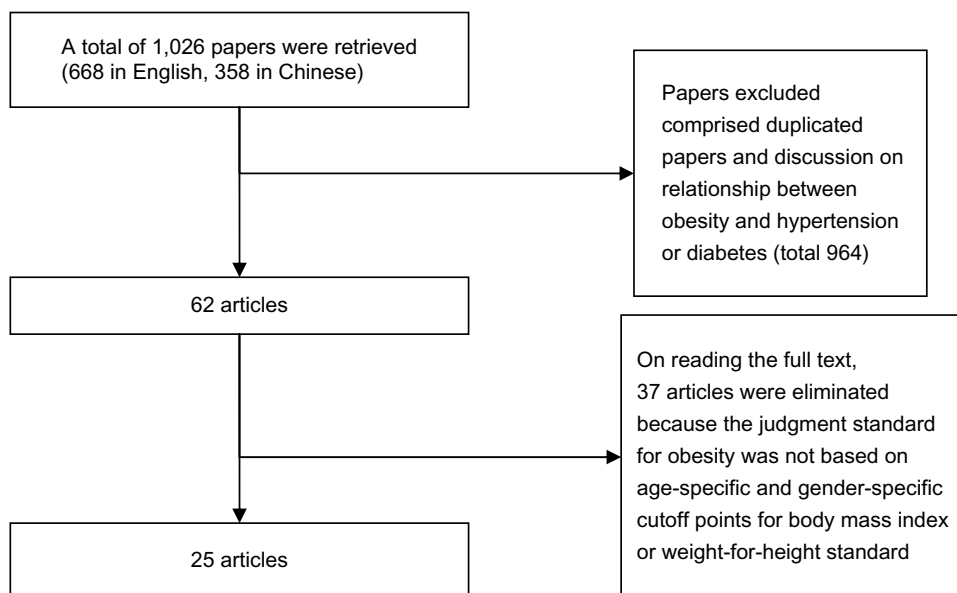 A total of 1,026 papers were retrieved
(668 in English, 358 in Chinese)
Papers excluded
comprised duplicated
papers and discussion on
relationship between
obesity and hypertension
or diabetes (total 964)
62 articles
On reading the full text,
37 articles were eliminated
because the judgment standard
for obesity was not based on
age-specific and gender-specific
cutoff points for body mass index
or weight-for-height standard
25 articles